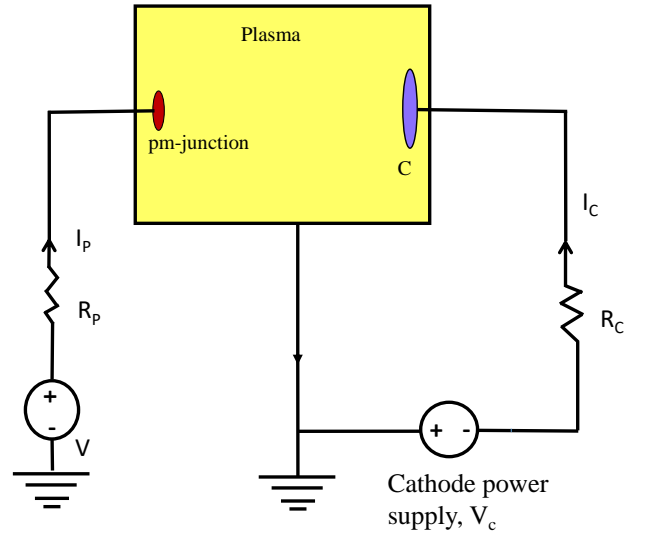 Plasma
pm-junction
C
I_P
I_C
R_P
R_C
+
-
V
+ -
Cathode power
supply, V_c